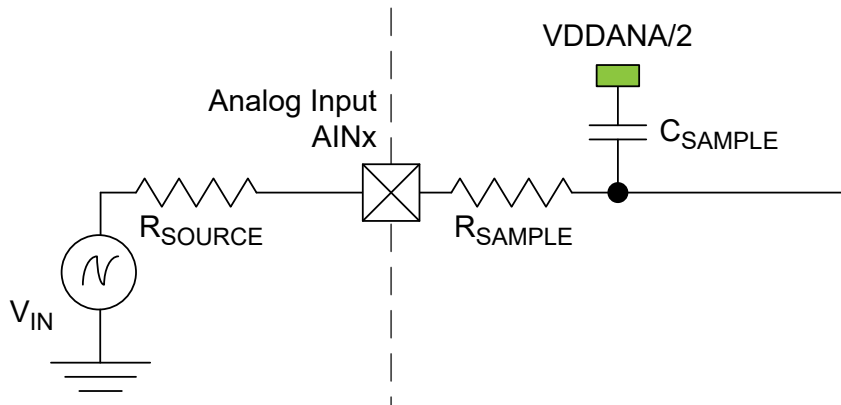 VDDANA/2
Analog Input
AINx
CSAMPLE
RSOURCE
RSAMPLE
VIN